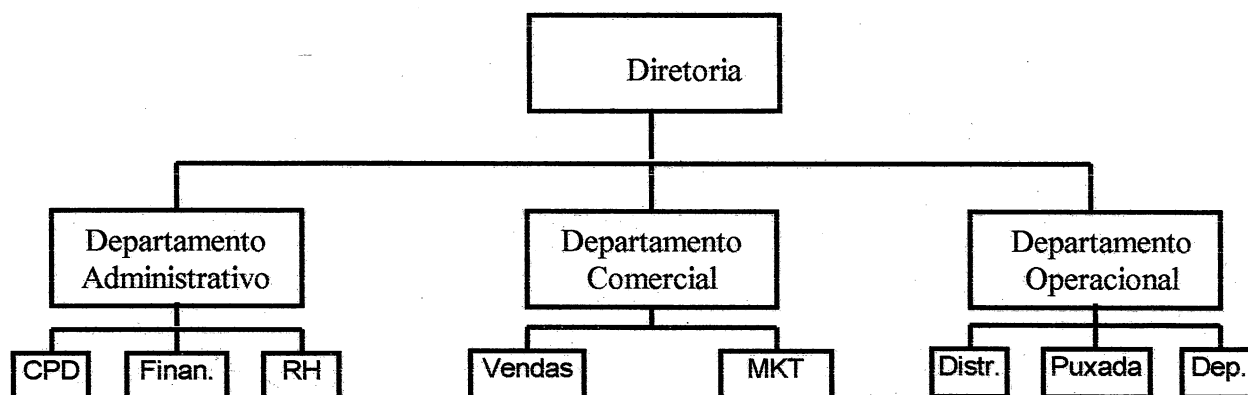 Diretoria
Departamento
Administrativo
Departamento
Comercial
Departamento
Operacional
CPD
Finan.
RH
Vendas
MKT
Distr.
Puxada
Dep.